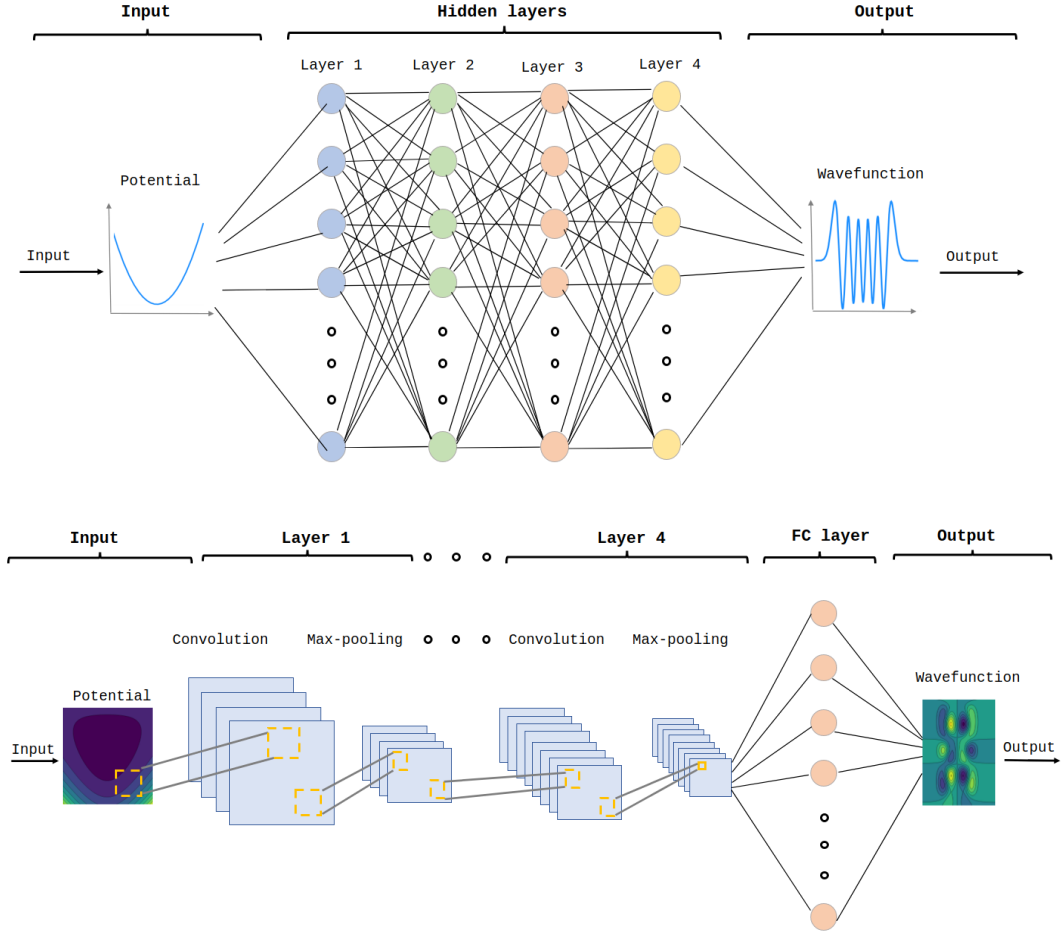 Input
Hidden layers
Output
Layer 1
Layer 2
Layer 3
Layer 4
Potential
Wavefunction
Input
Output
Input
Layer 1
Layer 4
FC layer
Output
Convolution
Max-pooling
Convolution
Max-pooling
Potential
Wavefunction
Input
Output